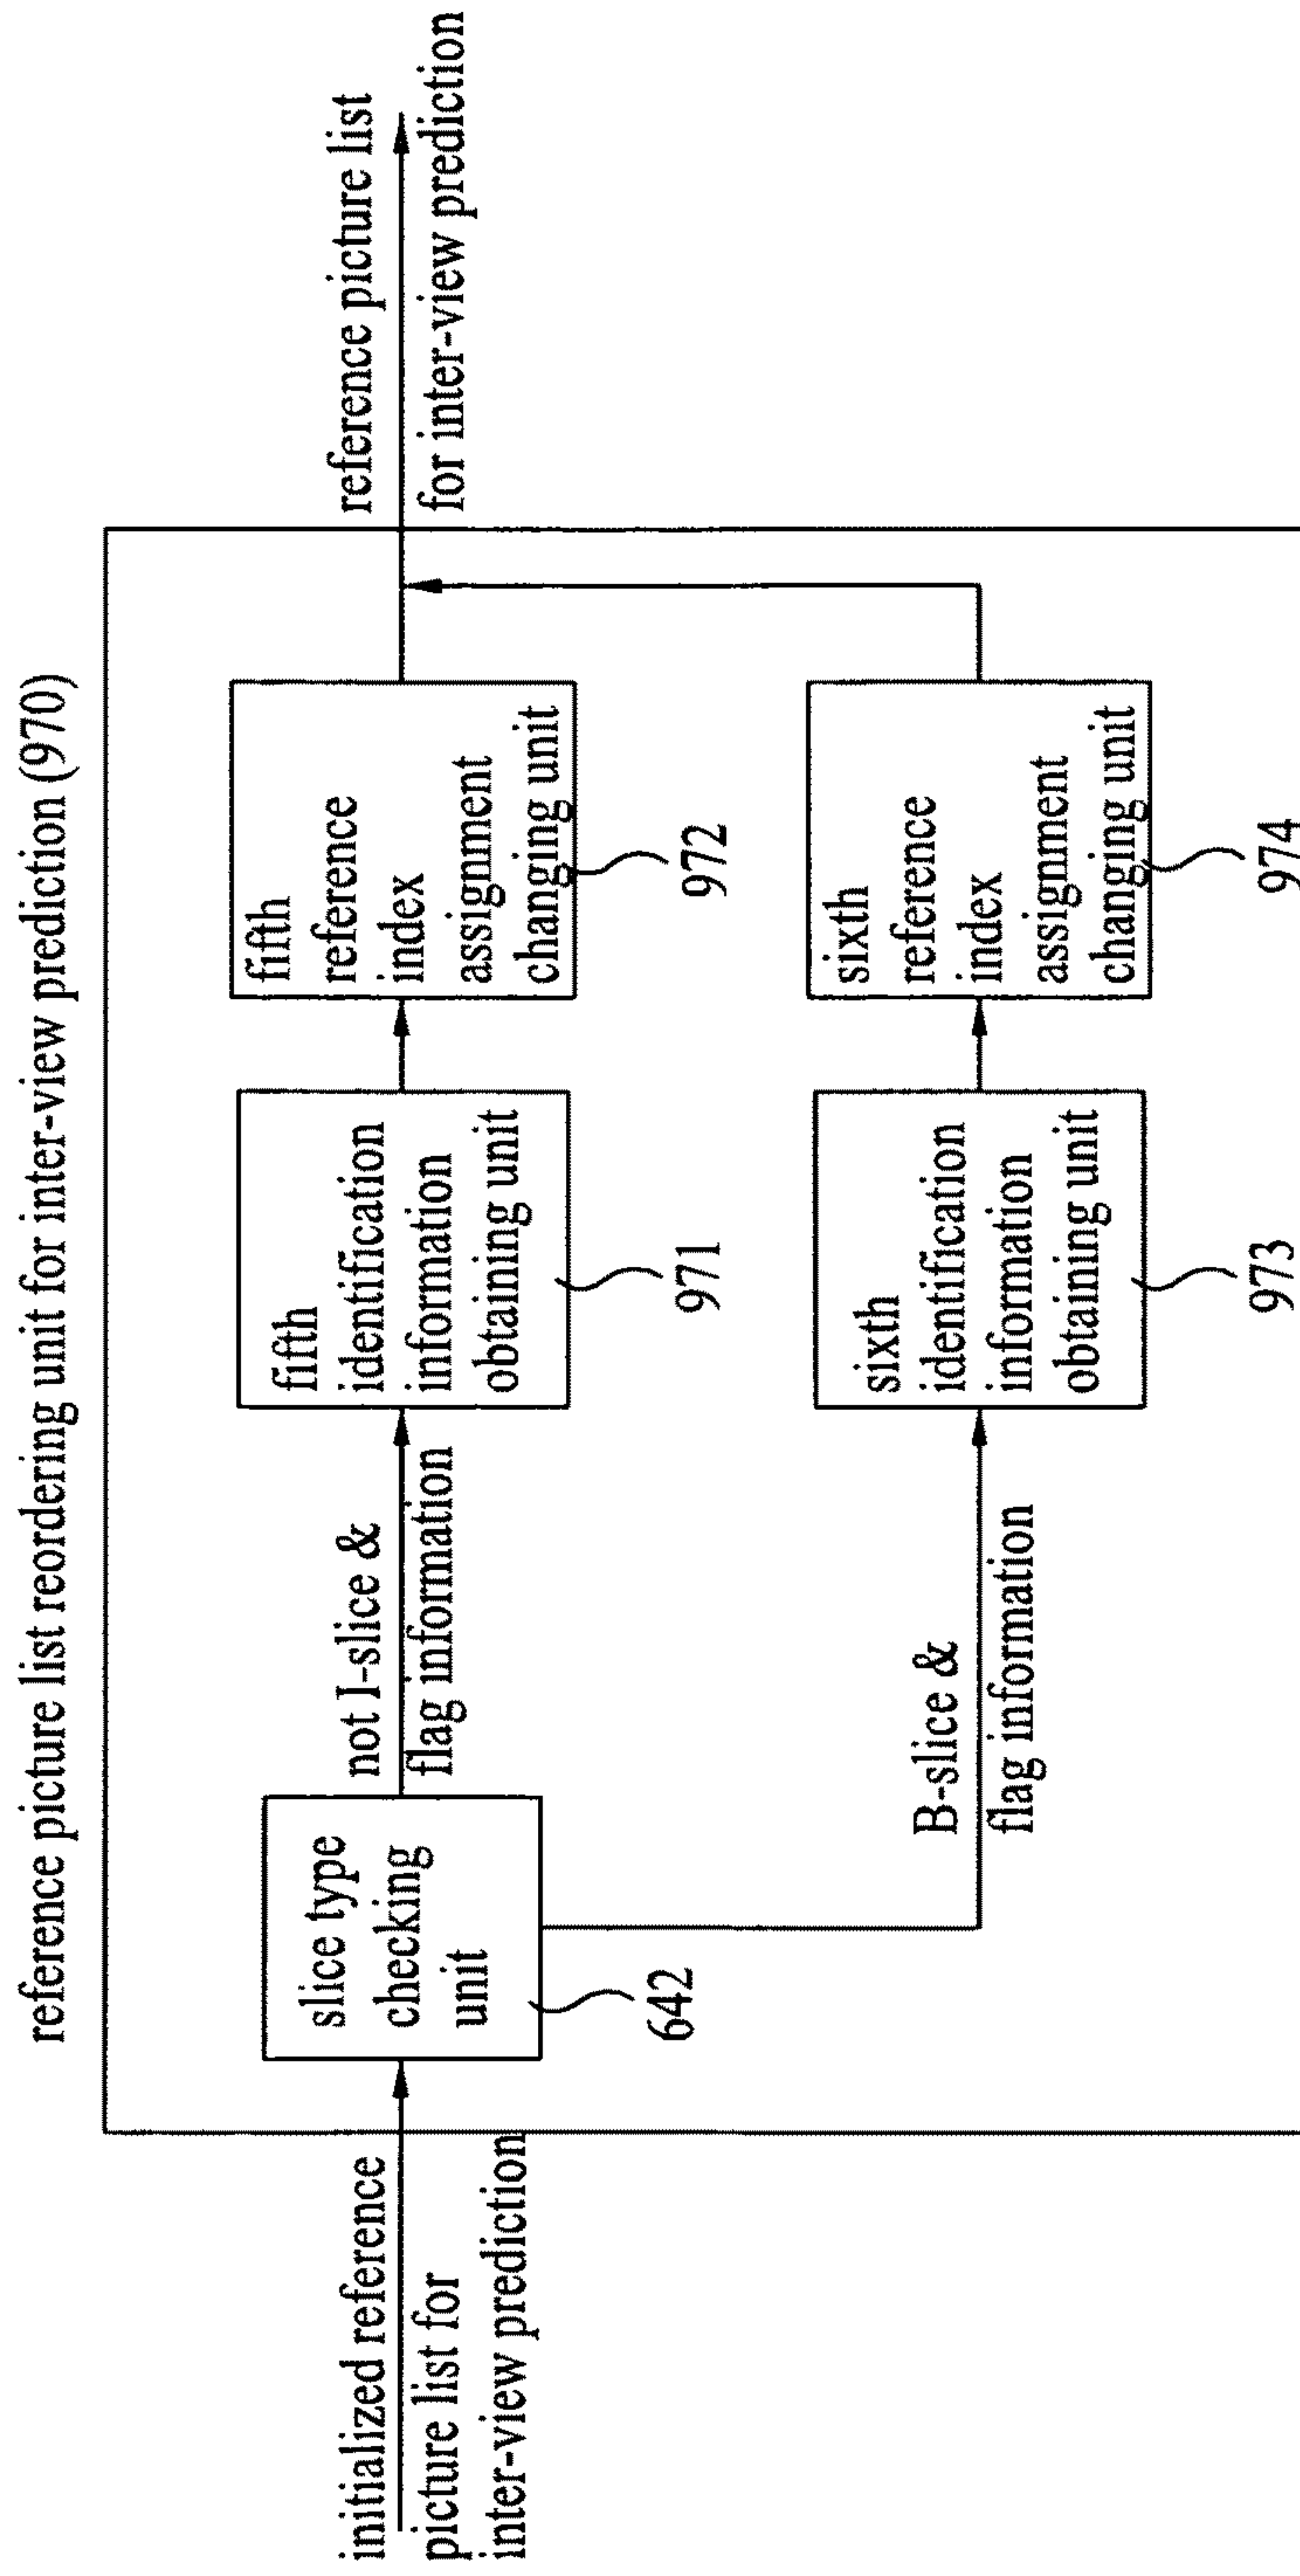 reference picture list reordering unit for inter-view prediction (970)
initialized reference
picture list for
inter-view prediction
slice type
checking
unit
642
not I-slice &
flag information
fifth
identification
information
obtaining unit
971
fifth
reference
index
assignment
changing unit
972
reference picture list
for inter-view prediction
B-slice &
flag information
sixth
identification
information
obtaining unit
973
sixth
reference
index
assignment
changing unit
974